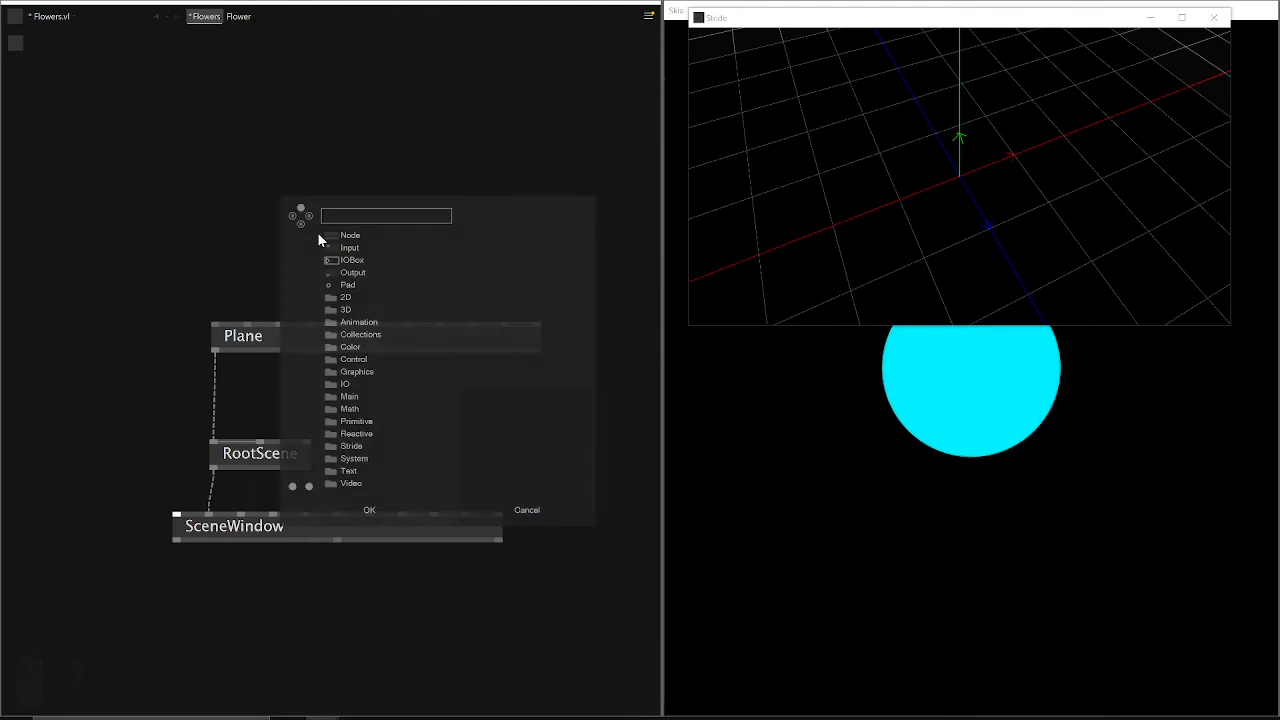 * Flowers.vl
*Flowers
Flower
Skia
Stride
Node
Input
IOBox
Output
Pad
2D
3D
Animation
Collections
Color
Control
Graphics
IO
Main
Math
Primitive
Reactive
Stride
System
Text
Video
OK
Cancel
Plane
RootScene
SceneWindow